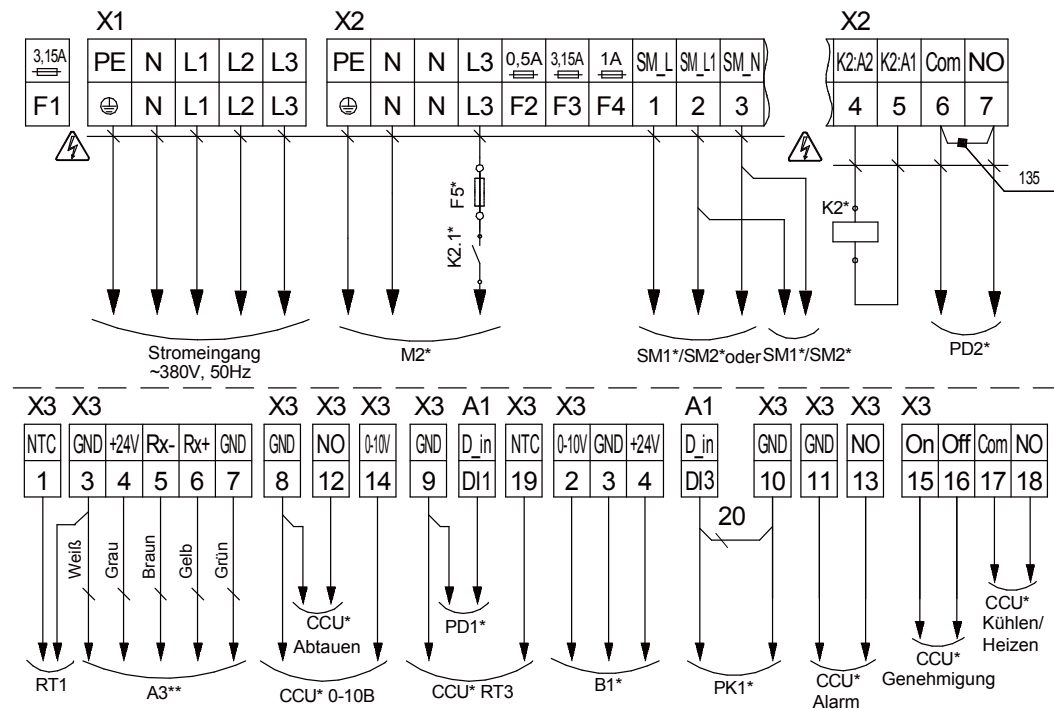 X1 X2 X2
3,15A PE N L1 L2 L3 PE N N L3 0,5A 3,15A 1A SM_L SM_L1 SM_N K2:A2 K2:A1 Com NO
F1 N L1 L2 L3 N N L3 F2 F3 F4 1 2 3 4 5 6 7
135
F5*
K2.1*
K2*
Stromeingang
~380V, 50Hz
M2*
SM1*/SM2*oder SM1*/SM2*
PD2*
X3 X3 X3 X3 X3 X3 A1 X3 X3 A1 X3 X3 X3 X3
NTC GND +24V Rx- Rx+ GND GND NO 0-10V GND D_in NTC 0-10V GND +24V D_in GND GND NO On Off Com NO
1 3 4 5 6 7 8 12 14 9 DI1 19 2 3 4 DI3 10 11 13 15 16 17 18
20
Weiß
Grau
Braun
Gelb
Grün
CCU*
Abtauen
PD1*
CCU*
Kühlen/
Heizen
RT1
A3**
CCU* 0-10B
CCU* RT3
B1*
PK1*
CCU*
Alarm
CCU*
Genehmigung